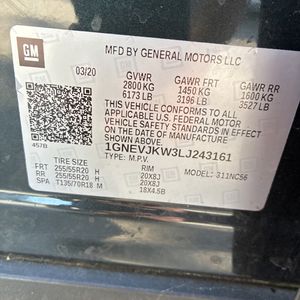 GM
MFD BY GENERAL MOTORS LLC
03/20
GVWR GAWR FRT GAWR RR
2800 KG 1450 KG 1600 KG
6173 LB 3196 LB 3527 LB
THIS VEHICLE CONFORMS TO ALL
APPLICABLE U.S. FEDERAL MOTOR
VEHICLE SAFETY STANDARDS IN
EFFECT ON THE DATE OF
MANUFACTURE SHOWN ABOVE.
457B
1GNEVJKW3LJ243161
TYPE: M.P.V. MODEL: 311NC56
TIRE SIZE RIM
FRT 255/55R20 H 20X8J
RR 255/55R20 H 20X8J
SPA T135/70R18 M 18X4.5B